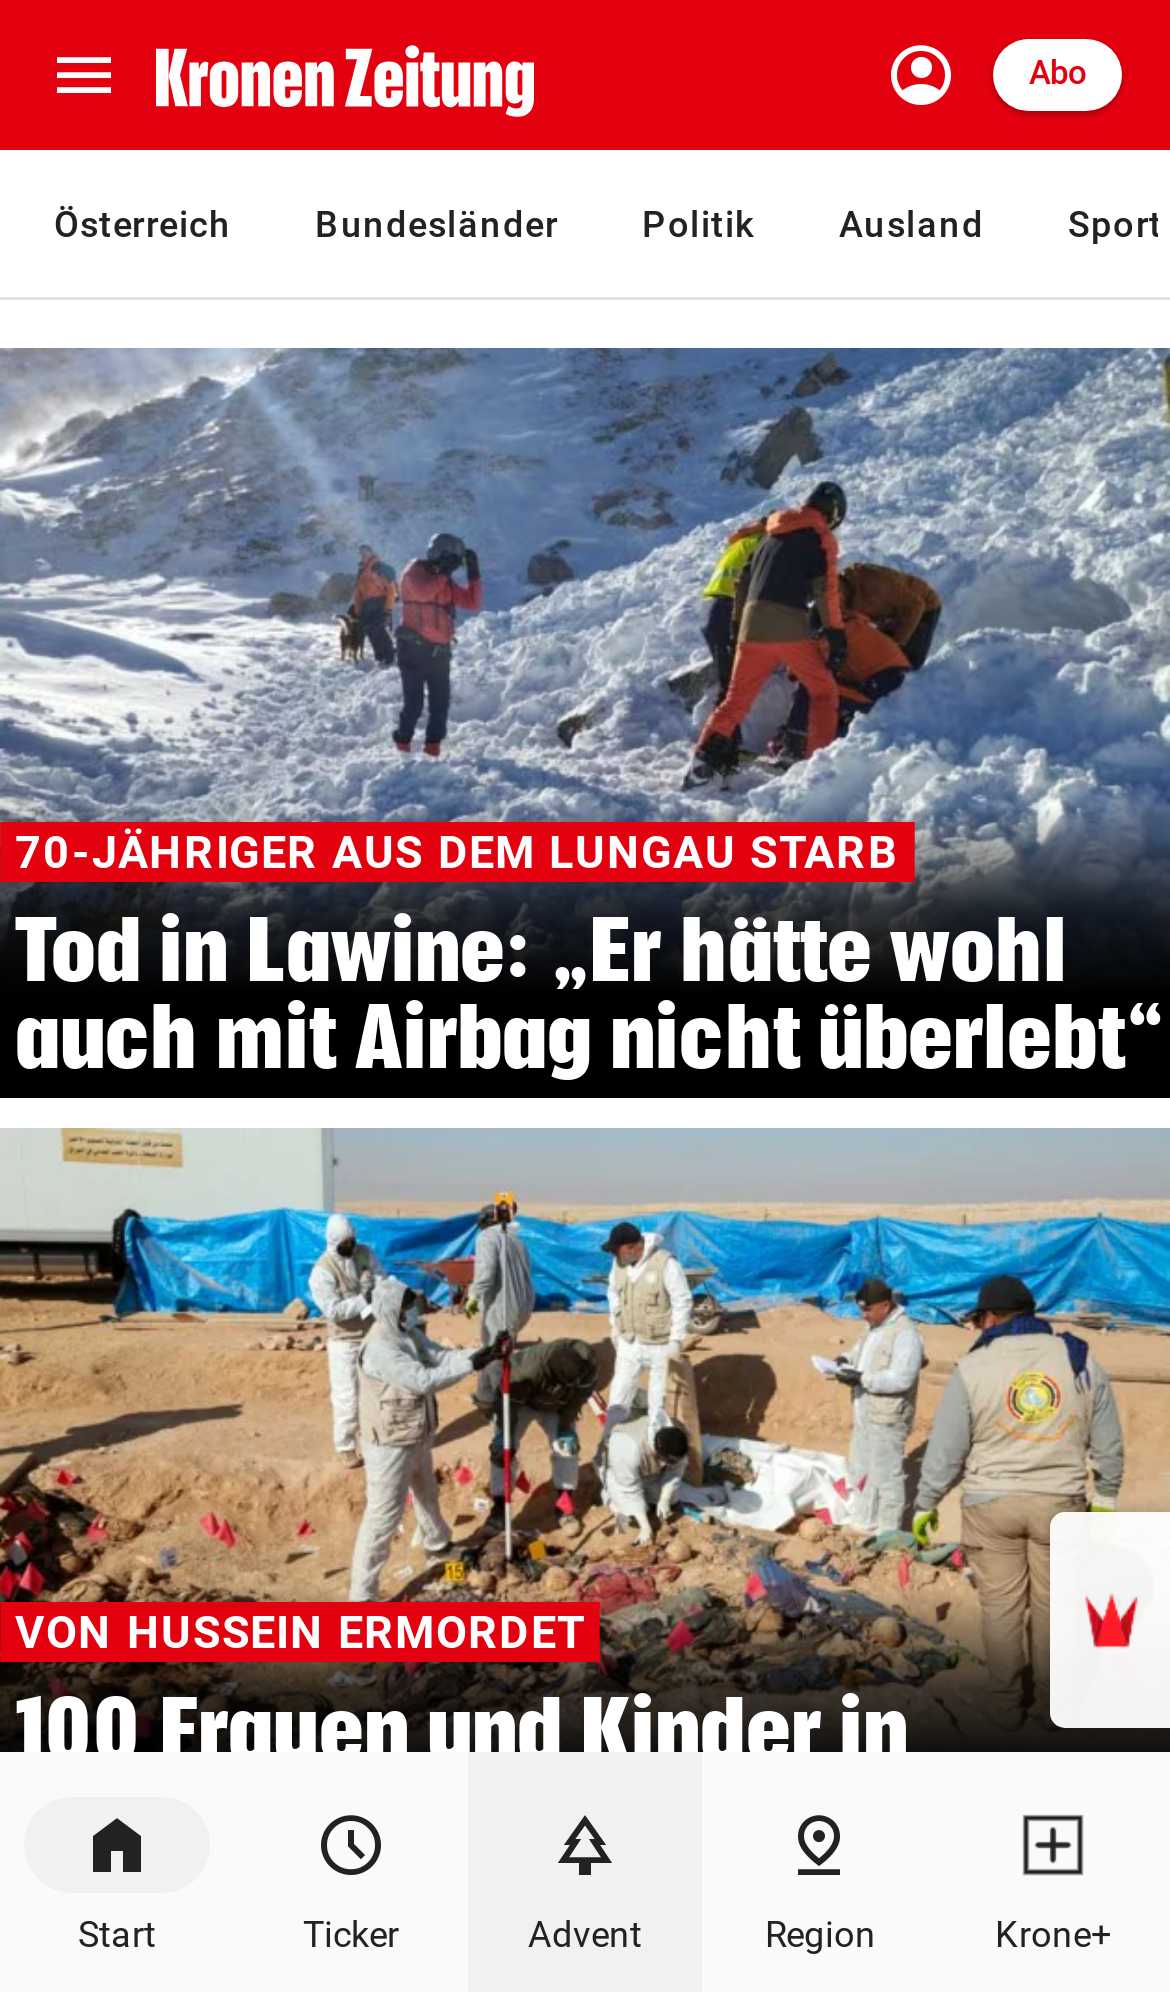 Kronen Zeitung
Abo
Österreich Bundesländer Politik Ausland Sport
70-JÄHRIGER AUS DEM LUNGAU STARB
Tod in Lawine: „Er hätte wohl
auch mit Airbag nicht überlebt“
15
VON HUSSEIN ERMORDET
100 Frauen und Kinder in
Start Ticker Advent Region Krone+